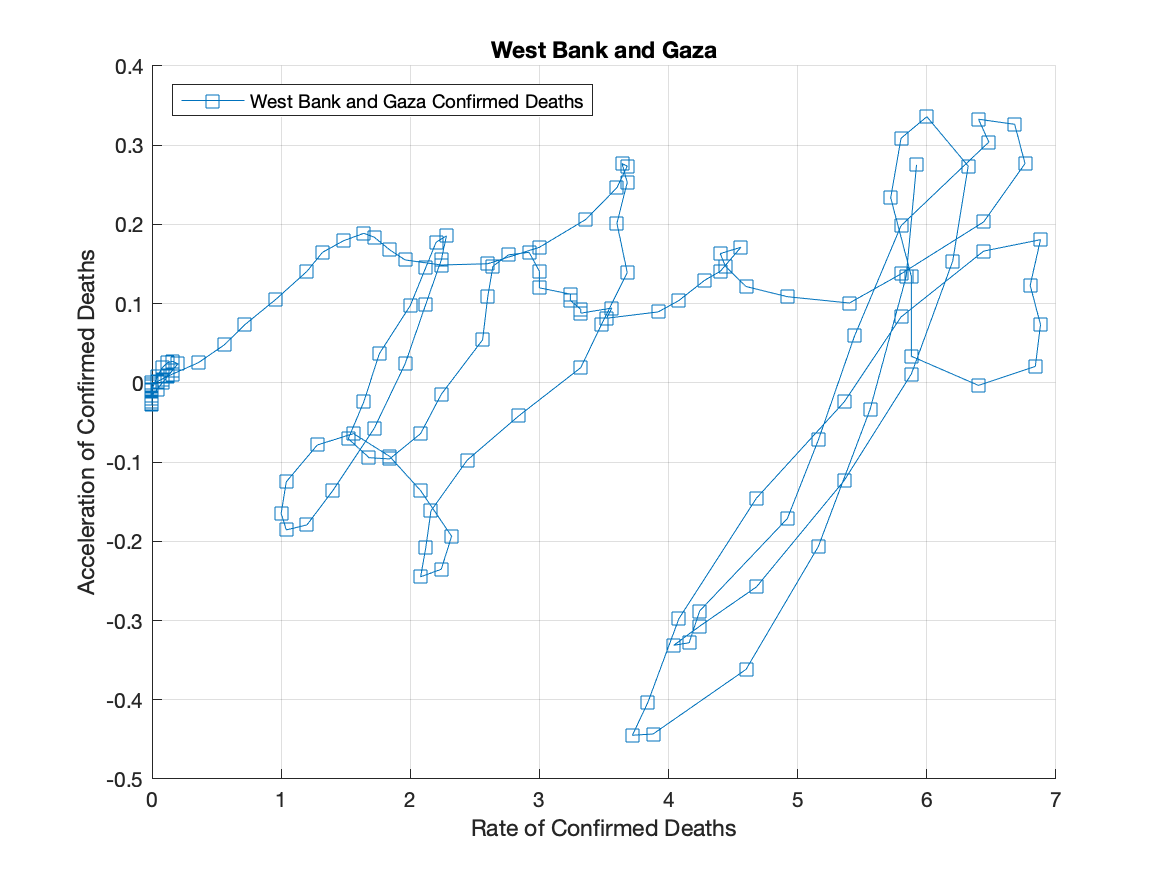 West Bank and Gaza
West Bank and Gaza Confirmed Deaths
0.4
0.3
0.2
0.1
0
-0.1
-0.2
-0.3
-0.4
-0.5
Acceleration of Confirmed Deaths
0 1 2 3 4 5 6 7
Rate of Confirmed Deaths